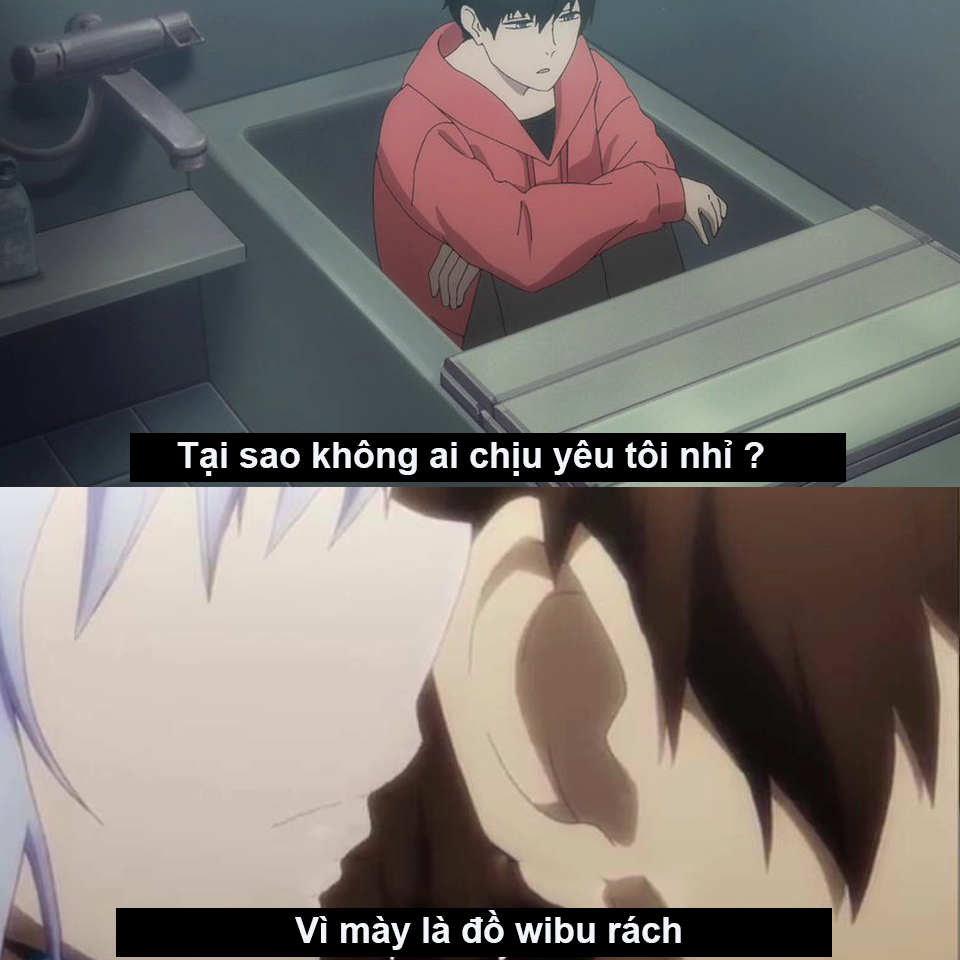 Tại sao không ai chịu yêu tôi nhỉ ?
Vì mày là đồ wibu rách